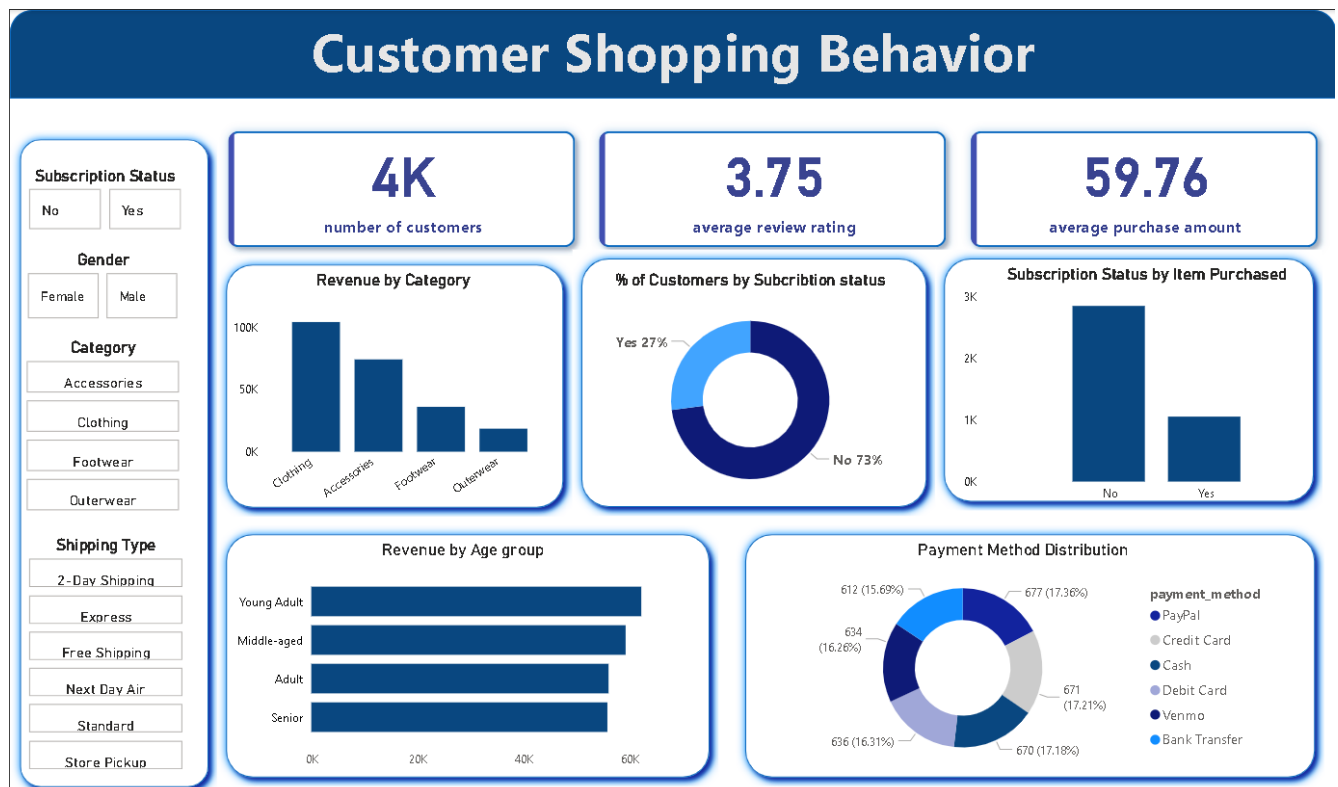 Customer Shopping Behavior
Subscription Status
No
Yes
Gender
Female
Male
Category
Accessories
Clothing
Footwear
Outerwear
Shipping Type
2-Day Shipping
Express
Free Shipping
Next Day Air
Standard
Store Pickup
4K
number of customers
3.75
average review rating
59.76
average purchase amount
Revenue by Category
100K
50K
0K
Clothing
Accessories
Footwear
Outerwear
% of Customers by Subcribtion status
Yes 27%
No 73%
Subscription Status by Item Purchased
3K
2K
1K
0K
No
Yes
Revenue by Age group
Young Adult
Middle-aged
Adult
Senior
0K
20K
40K
60K
Payment Method Distribution
612 (15.69%)
677 (17.36%)
634
(16.26%)
671
(17.21%)
636 (16.31%)
670 (17.18%)
payment_method
PayPal
Credit Card
Cash
Debit Card
Venmo
Bank Transfer